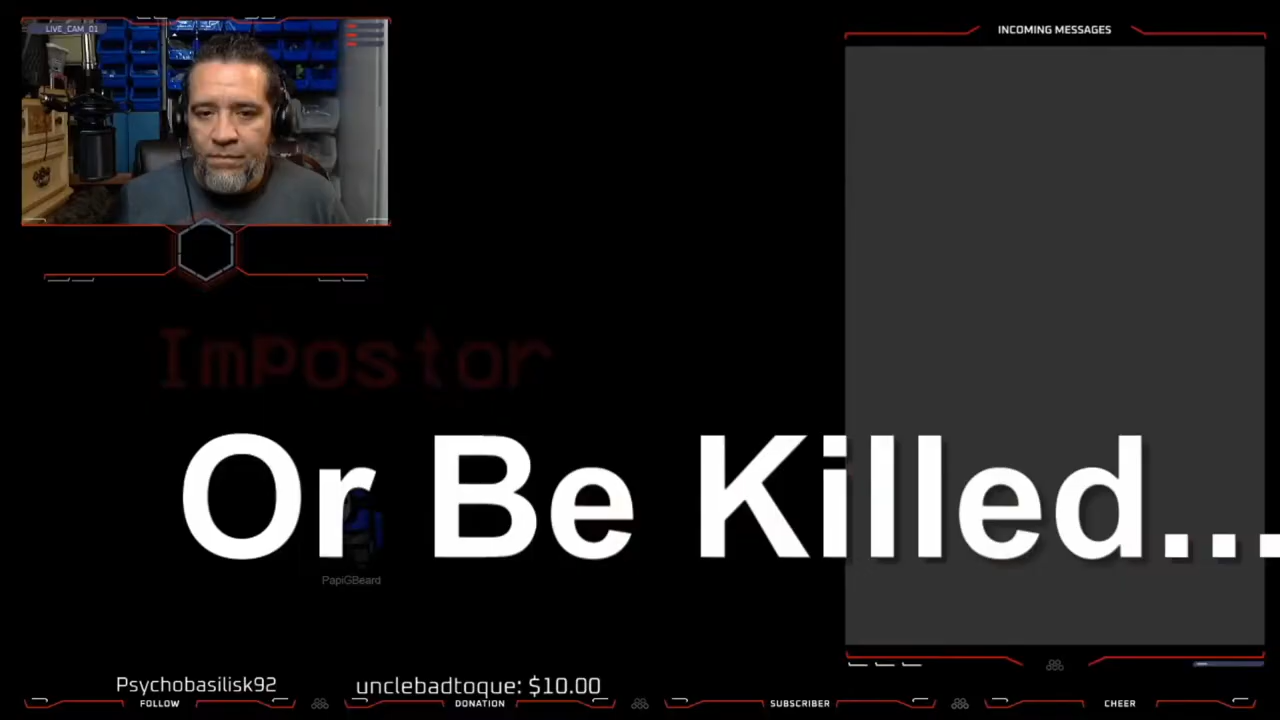 LIVE_CAM_01
INCOMING MESSAGES
Impostor
Or Be Killed...
PapiGBeard
Psychobasilisk92
unclebadtoque: $10.00
FOLLOW
DONATION
SUBSCRIBER
CHEER